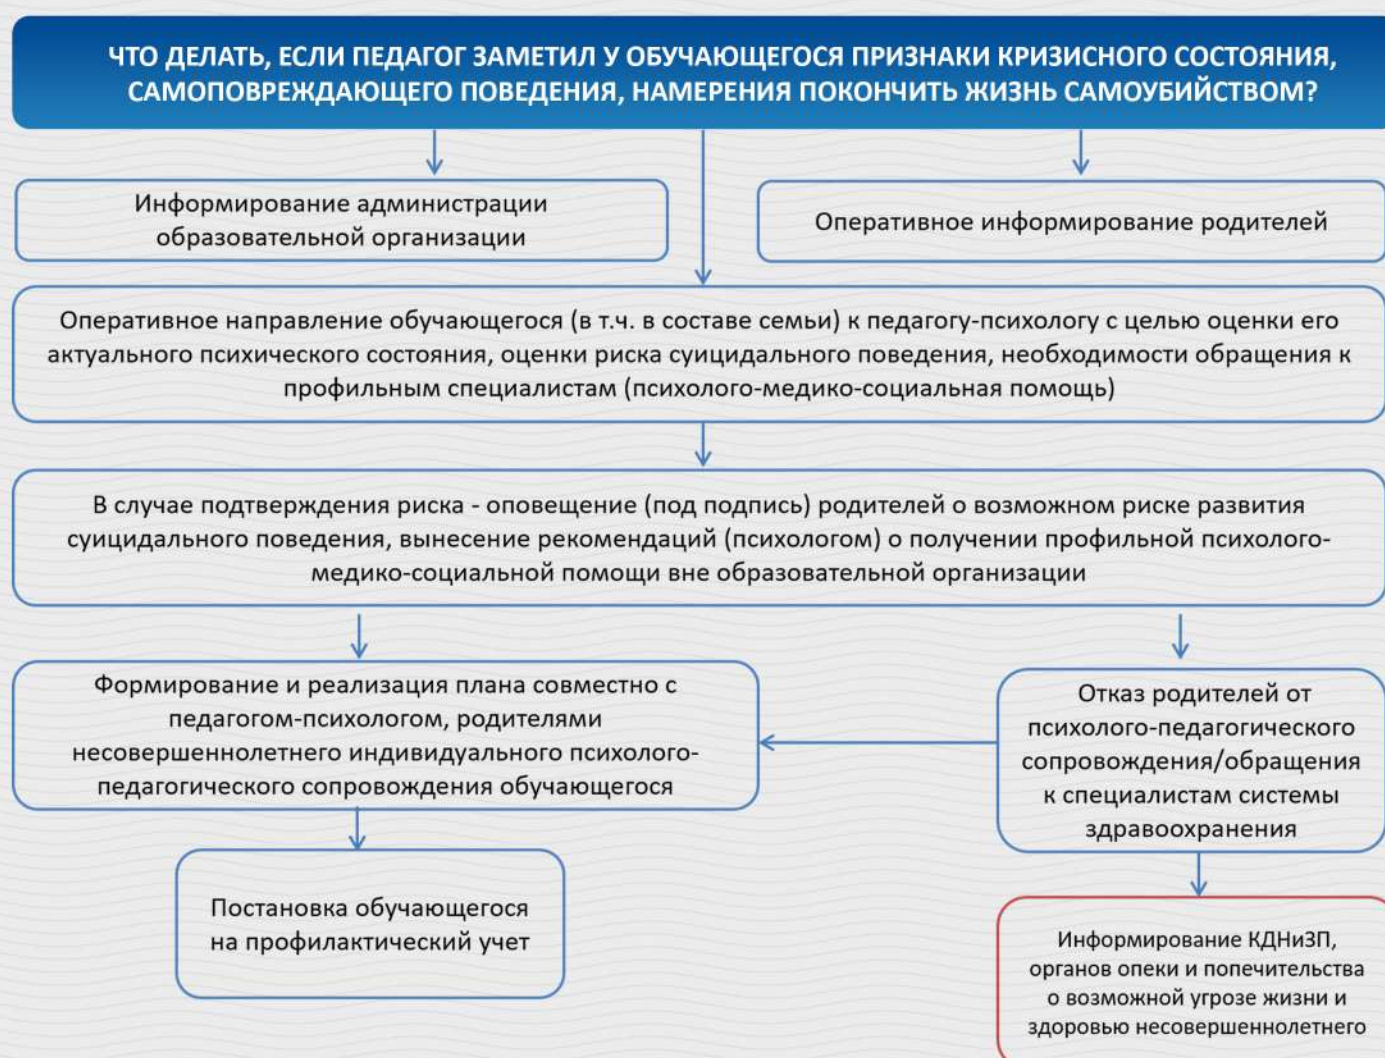 ЧТО ДЕЛАТЬ, ЕСЛИ ПЕДАГОГ ЗАМЕТИЛ У ОБУЧАЮЩЕГОСЯ ПРИЗНАКИ КРИЗИСНОГО СОСТОЯНИЯ,
САМОПОВРЕЖДАЮЩЕГО ПОВЕДЕНИЯ, НАМЕРЕНИЯ ПОКОНЧИТЬ ЖИЗНЬ САМОУБИЙСТВОМ?
Информирование администрации
образовательной организации
Оперативное информирование родителей
Оперативное направление обучающегося (в т.ч. в составе семьи) к педагогу-психологу с целью оценки его
актуального психического состояния, оценки риска суицидального поведения, необходимости обращения к
профильным специалистам (психолого-медико-социальная помощь)
В случае подтверждения риска - оповещение (под подпись) родителей о возможном риске развития
суицидального поведения, вынесение рекомендаций (психологом) о получении профильной психолого-
медико-социальной помощи вне образовательной организации
Формирование и реализация плана совместно с
педагогом-психологом, родителями
несовершеннолетнего индивидуального психолого-
педагогического сопровождения обучающегося
Отказ родителей от
психолого-педагогического
сопровождения/обращения
к специалистам системы
здравоохранения
Постановка обучающегося
на профилактический учет
Информирование КДНиЗП,
органов опеки и попечительства
о возможной угрозе жизни и
здоровью несовершеннолетнего